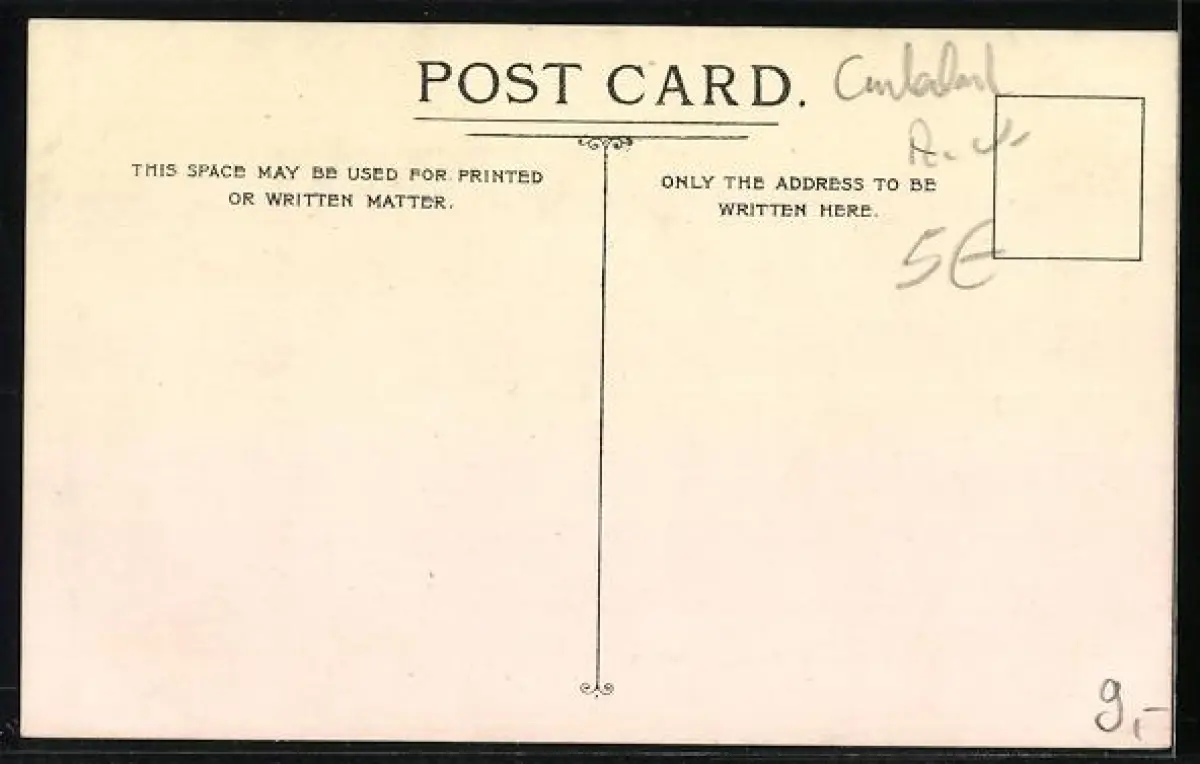 POST CARD.
THIS SPACE MAY BE USED FOR PRINTED
OR WRITTEN MATTER.
ONLY THE ADDRESS TO BE
WRITTEN HERE.
5€
9,-